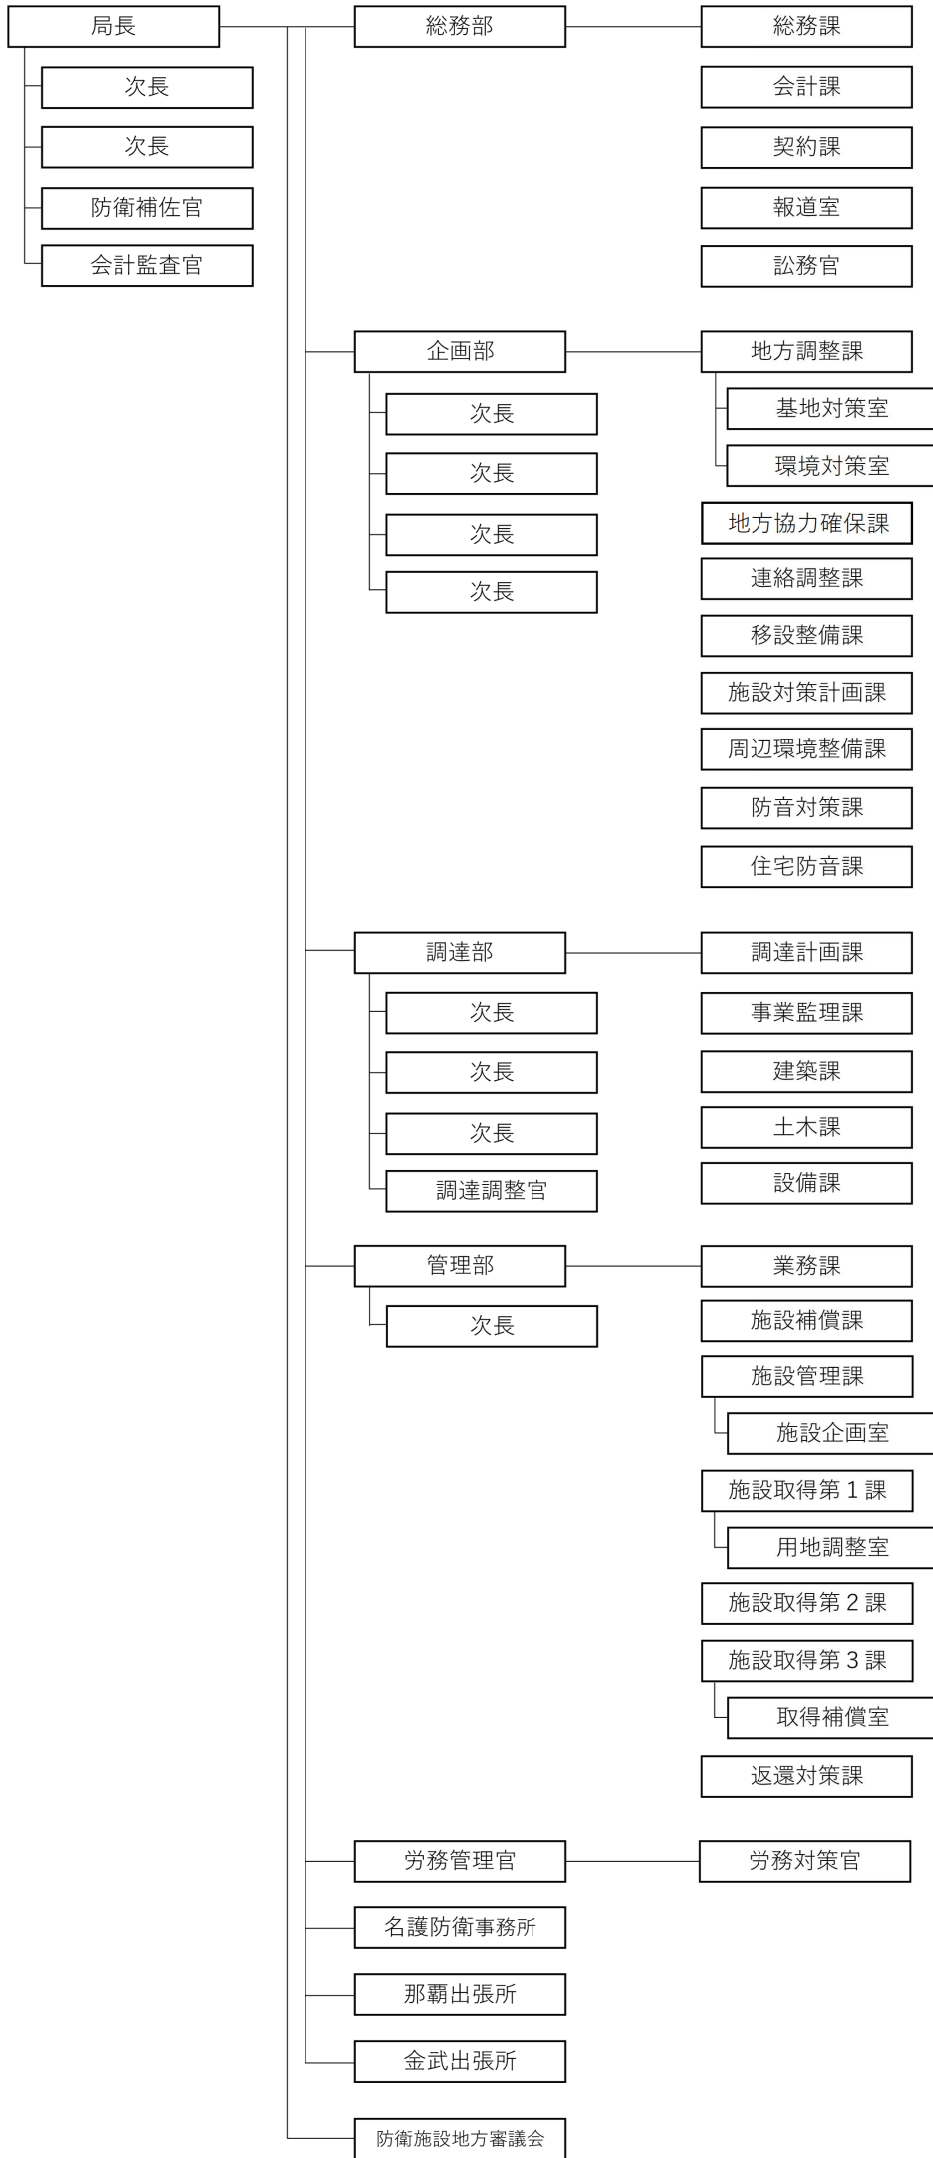 局長
次長
次長
防衛補佐官
会計監査官
総務部
総務課
会計課
契約課
報道室
訟務官
企画部
次長
次長
次長
次長
地方調整課
基地対策室
環境対策室
地方協力確保課
連絡調整課
移設整備課
施設対策計画課
周辺環境整備課
防音対策課
住宅防音課
調達部
次長
次長
次長
調達調整官
調達計画課
事業監理課
建築課
土木課
設備課
管理部
次長
業務課
施設補償課
施設管理課
施設企画室
施設取得第1課
用地調整室
施設取得第2課
施設取得第3課
取得補償室
返還対策課
労務管理官
労務対策官
名護防衛事務所
那覇出張所
金武出張所
防衛施設地方審議会